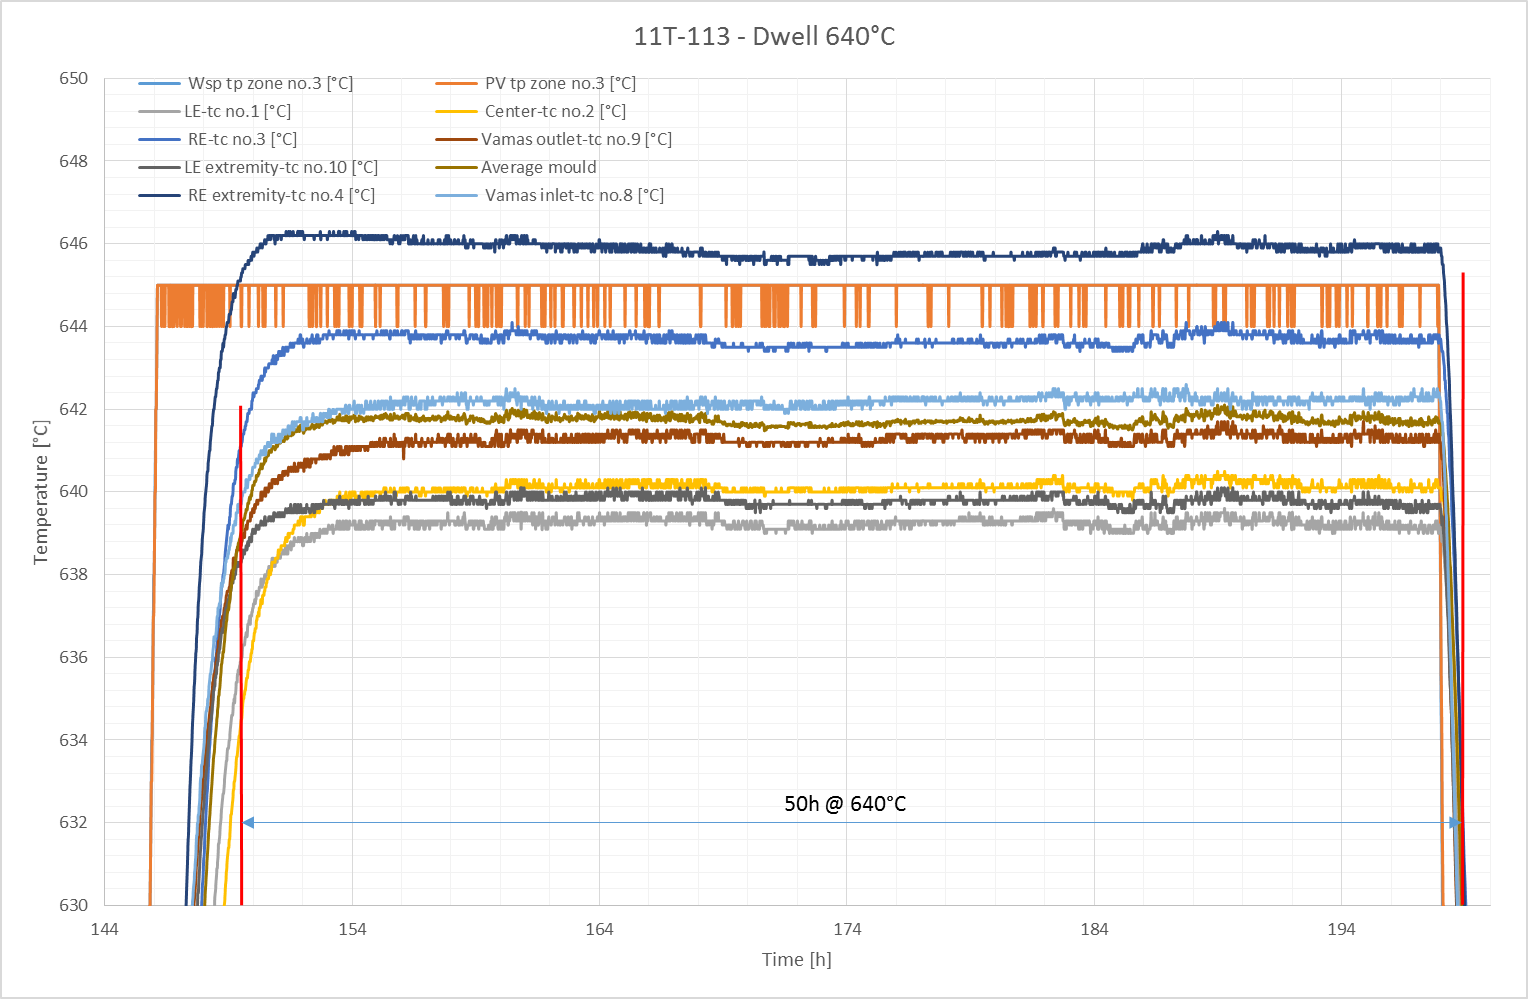 11T-113 - Dwell 640°C
650
648
646
644
642
640
638
636
634
632
630
Temperature [°C]
Wsp tp zone no.3 [°C]
PV tp zone no.3 [°C]
LE-tc no.1 [°C]
Center-tc no.2 [°C]
RE-tc no.3 [°C]
Vamas outlet-tc no.9 [°C]
LE extremity-tc no.10 [°C]
Average mould
RE extremity-tc no.4 [°C]
Vamas inlet-tc no.8 [°C]
50h @ 640°C
144 154 164 174 184 194
Time [h]